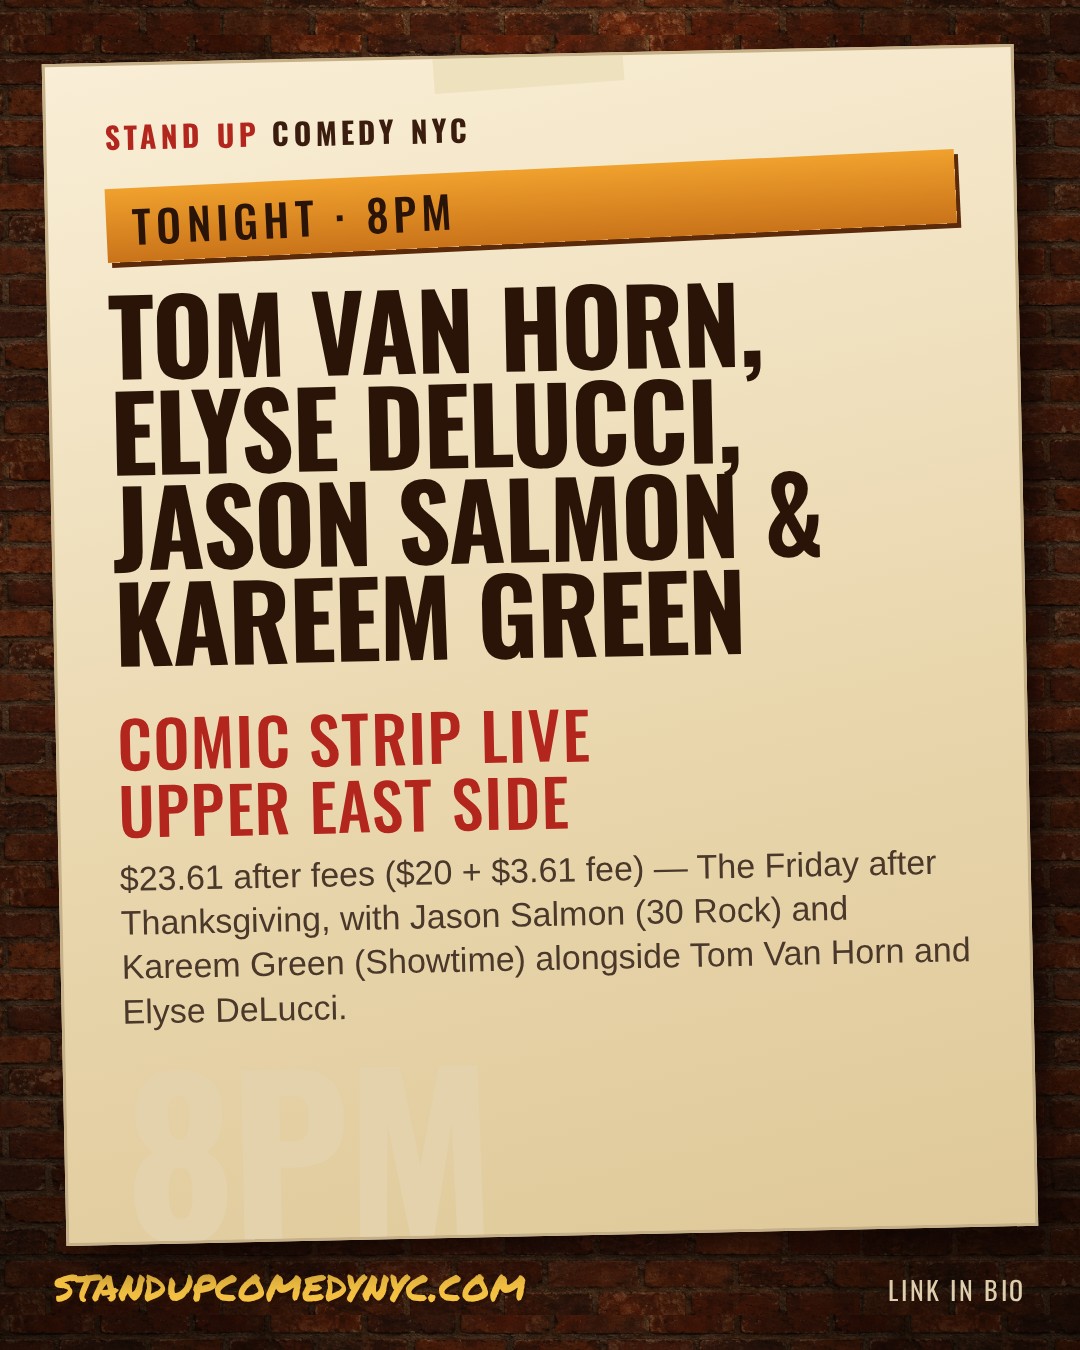 STAND UP COMEDY NYC
TONIGHT · 8PM
TOM VAN HORN,
ELYSE DELUCCI,
JASON SALMON &
KAREEM GREEN
COMIC STRIP LIVE
UPPER EAST SIDE
$23.61 after fees ($20 + $3.61 fee) — The Friday after
Thanksgiving, with Jason Salmon (30 Rock) and
Kareem Green (Showtime) alongside Tom Van Horn and
Elyse DeLucci.
8PM
STANDUPCOMEDYNYC.COM
LINK IN BIO